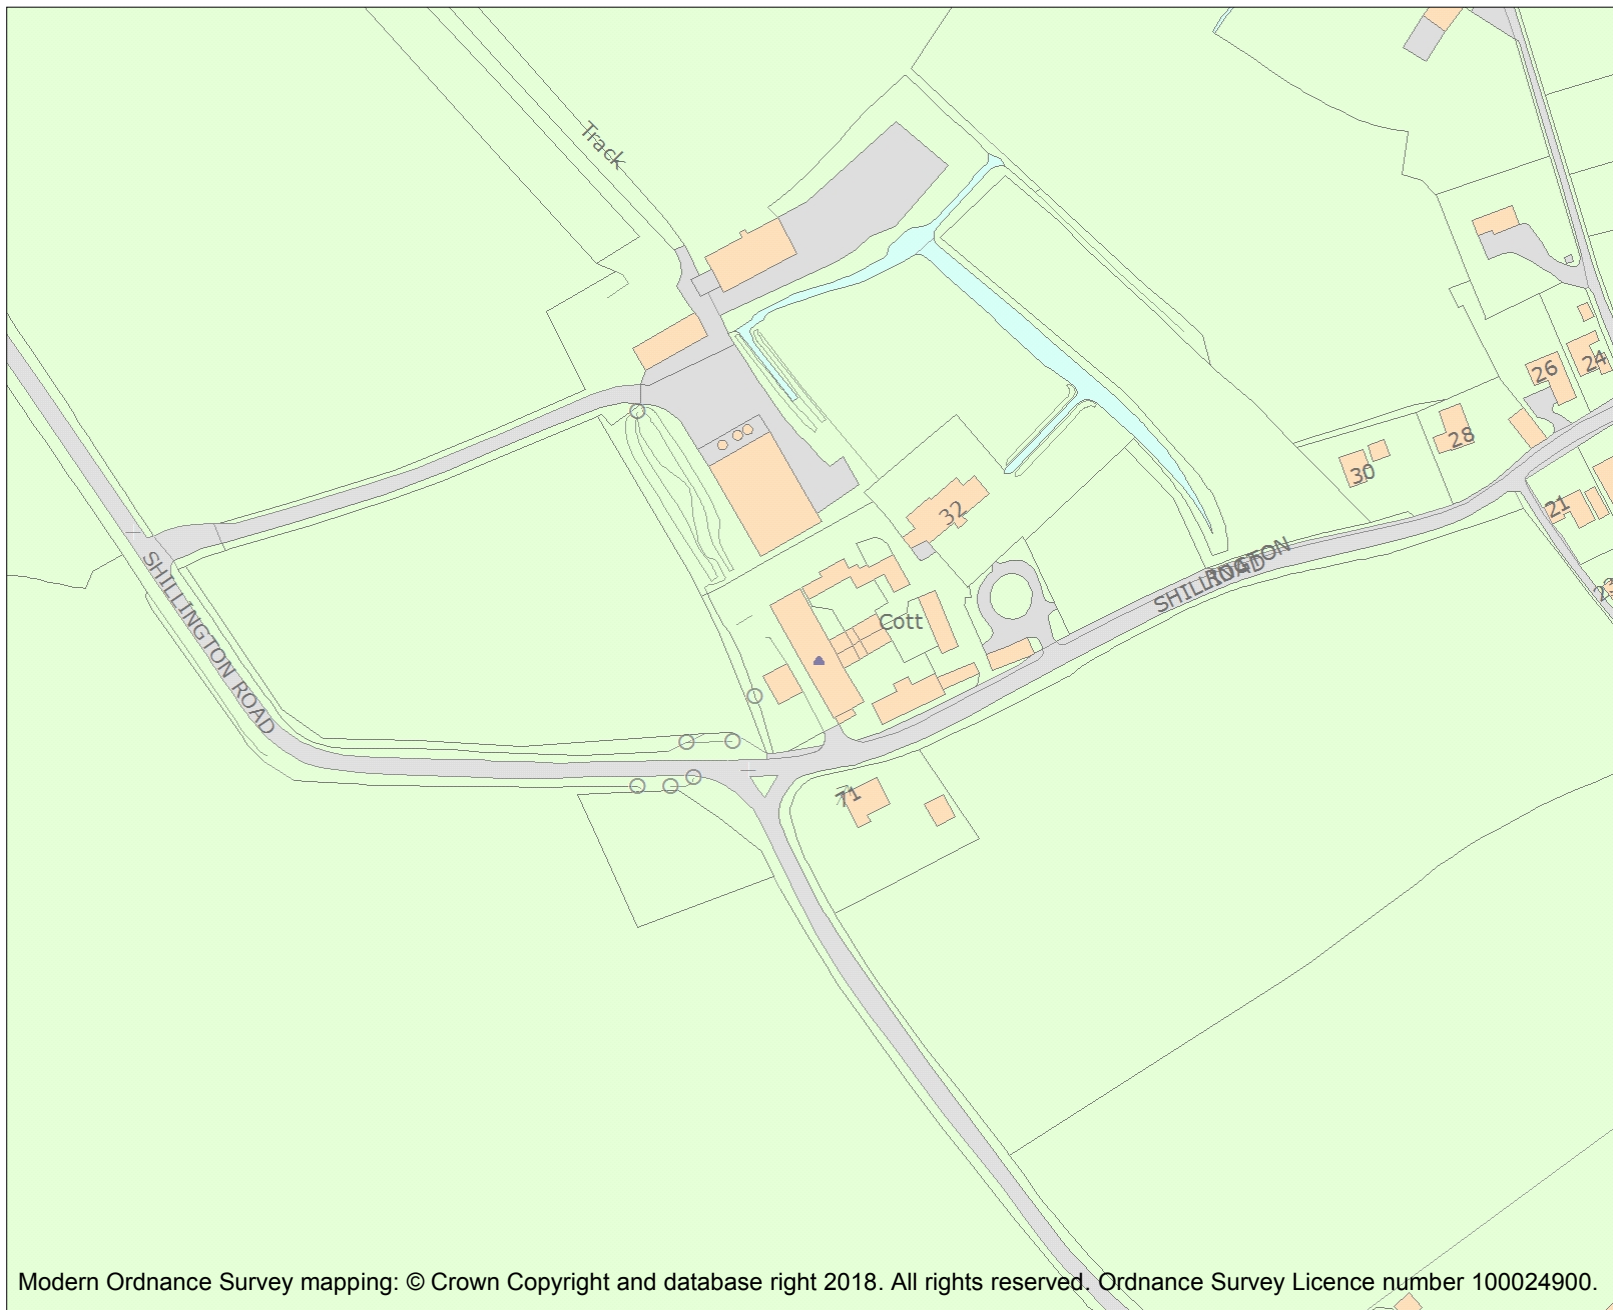 Track
24
26
28
30
21
32
SHILLINGTON
ROAD
SHILLINGTON ROAD
Cott
71
Modern Ordnance Survey mapping: © Crown Copyright and database right 2018. All rights reserved. Ordnance Survey Licence number 100024900.